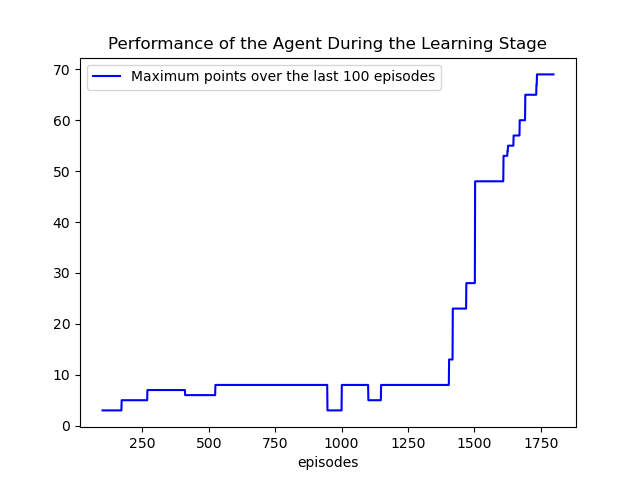 Performance of the Agent During the Learning Stage
Maximum points over the last 100 episodes
70
60
50
40
30
20
10
0
250 500 750 1000 1250 1500 1750
episodes